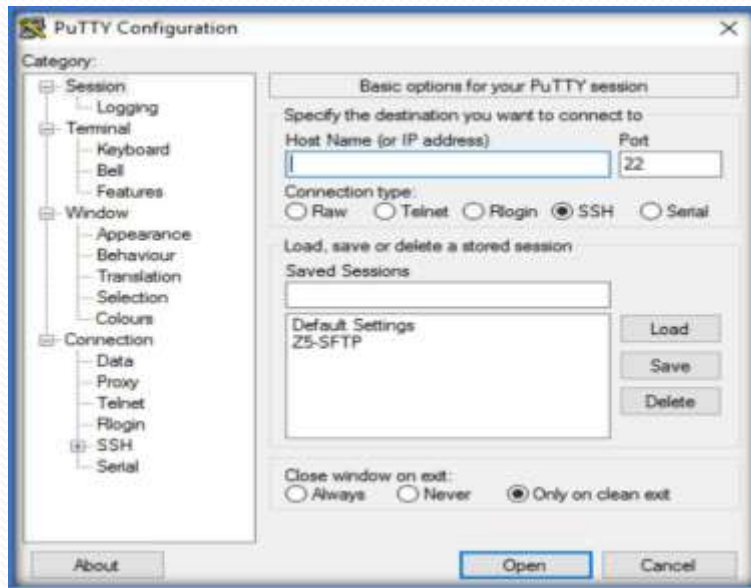 PuTTY Configuration
Category:
Session
Logging
Terminal
Keyboard
Bell
Features
Window
Appearance
Behaviour
Translation
Selection
Colours
Connection
Data
Proxy
Telnet
Rlogin
SSH
Serial
Basic options for your PuTTY session
Specify the destination you want to connect to
Host Name (or IP address) Port
22
Connection type:
Raw Telnet Rlogin SSH Serial
Load, save or delete a stored session
Saved Sessions
Default Settings
Z5-SFTP
Load
Save
Delete
Close window on exit:
Always Never Only on clean exit
About Open Cancel